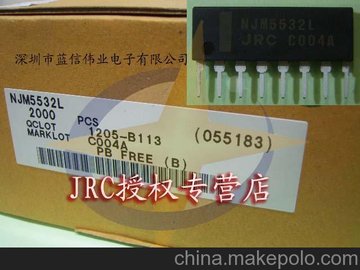 深圳市蓝信伟业电子有限公司
NJM5532L
JRC C004A
NJM5532L
2000 PCS
QCLOT 1205-B113 (055183)
MARKLOT C004A
PB FREE (B)
JRC授权专营店
china.makepolo.com